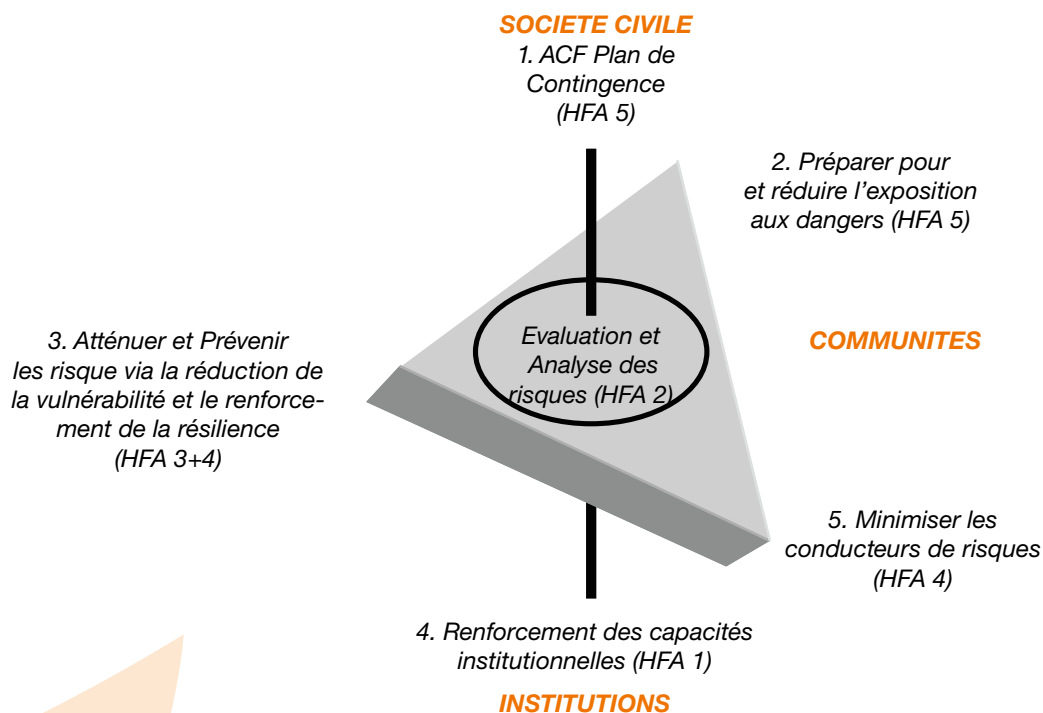 SOCIETE CIVILE
1. ACF Plan de
Contingence
(HFA 5)
2. Préparer pour
et réduire l’exposition
aux dangers (HFA 5)
Evaluation et
Analyse des
risques (HFA 2)
COMMUNITES
3. Atténuer et Prévenir
les risque via la réduction de
la vulnérabilité et le renforce-
ment de la résilience
(HFA 3+4)
5. Minimiser les
conducteurs de risques
(HFA 4)
4. Renforcement des capacités
institutionnelles (HFA 1)
INSTITUTIONS